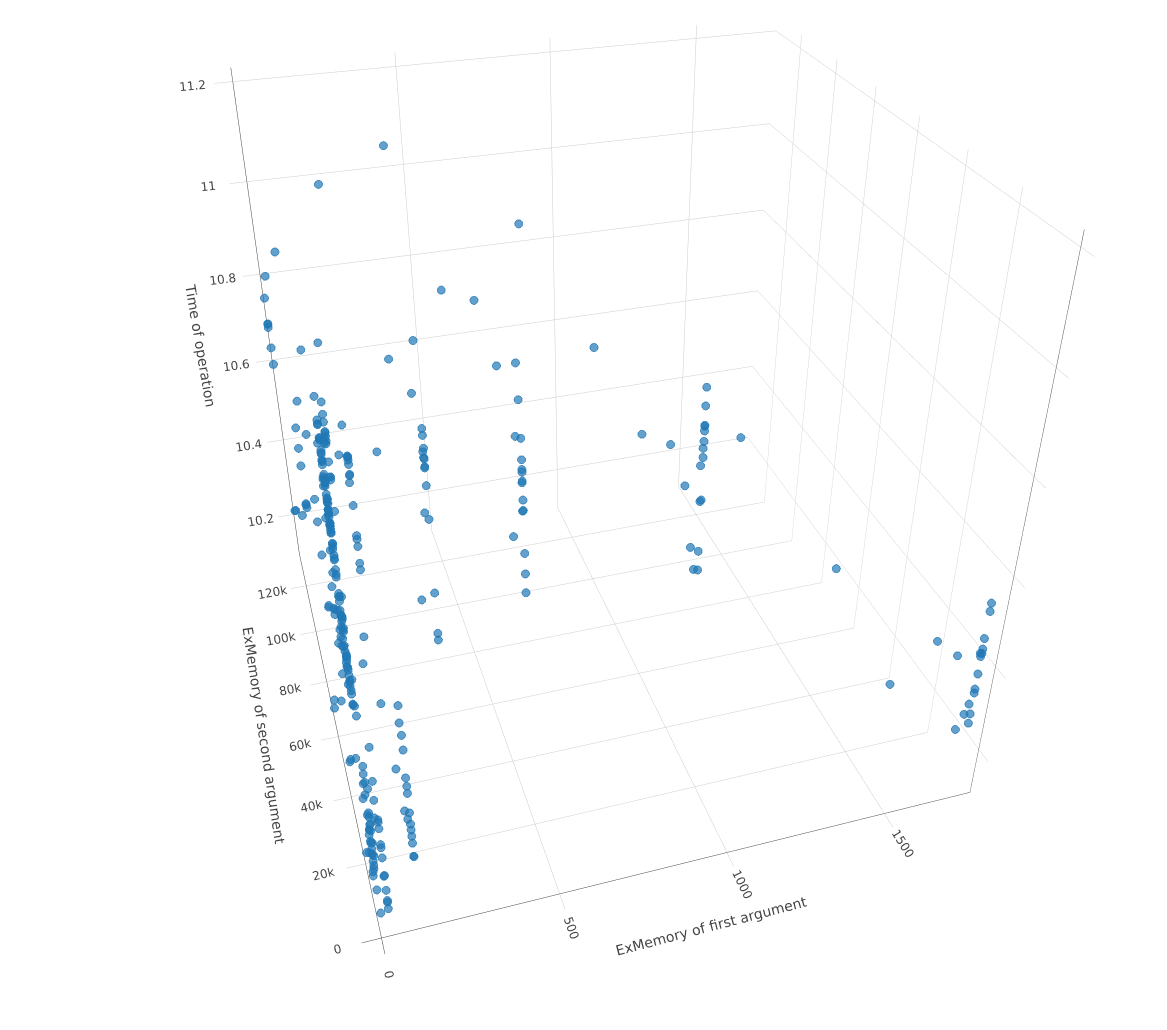 11.2
11
10.8
10.6
10.4
10.2
Time of operation
120k
100k
80k
60k
40k
20k
0
ExMemory of second argument
0
500
1000
1500
ExMemory of first argument